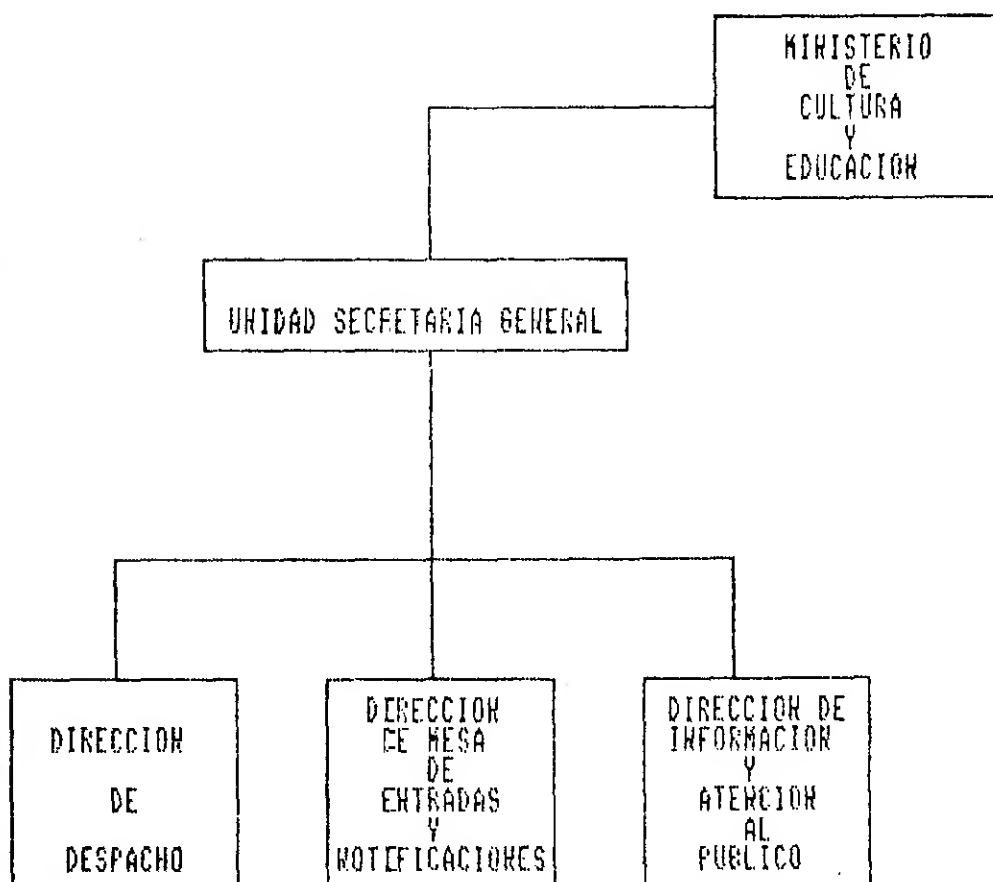 MINISTERIO
DE
CULTURA
Y
EDUCACION
UNIDAD SECRETARIA GENERAL
DIRECCION
DE
DESPACHO
DIRECCION
DE MESA
DE
ENTRADAS
Y
NOTIFICACIONES
DIRECCION DE
INFORMACION
Y
ATENCION
AL
PUBLICO